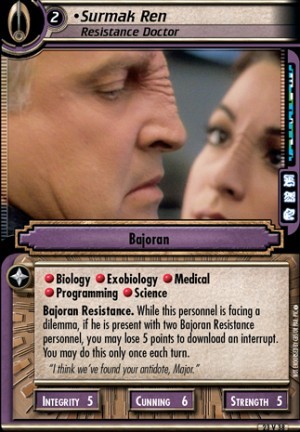 2 •Surmak Ren
Resistance Doctor
Bajoran
Biology Exobiology Medical
Programming Science
Bajoran Resistance. While this personnel is facing a
dilemma, if he is present with two Bajoran Resistance
personnel, you may lose 5 points to download an interrupt.
You may do this only once each turn.
"I think we've found your antidote, Major."
INTEGRITY 5 CUNNING 6 STRENGTH 5